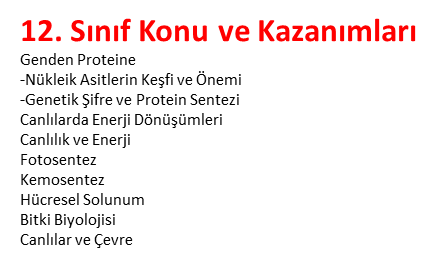 12. Sınıf Konu ve Kazanımları
Genden Proteine
-Nükleik Asitlerin Keşfi ve Önemi
-Genetik Şifre ve Protein Sentezi
Canlılarda Enerji Dönüşümleri
Canlılık ve Enerji
Fotosentez
Kemosentez
Hücresel Solunum
Bitki Biyolojisi
Canlılar ve Çevre